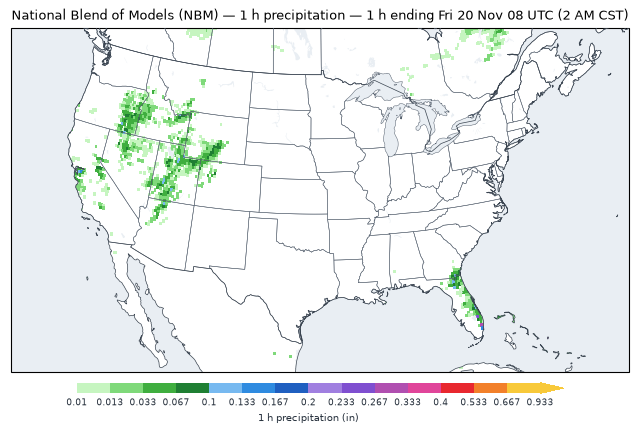 National Blend of Models (NBM) — 1 h precipitation — 1 h ending Fri 20 Nov 08 UTC (2 AM CST)
0.01 0.013 0.033 0.067 0.1 0.133 0.167 0.2 0.233 0.267 0.333 0.4 0.533 0.667 0.933
1 h precipitation (in)